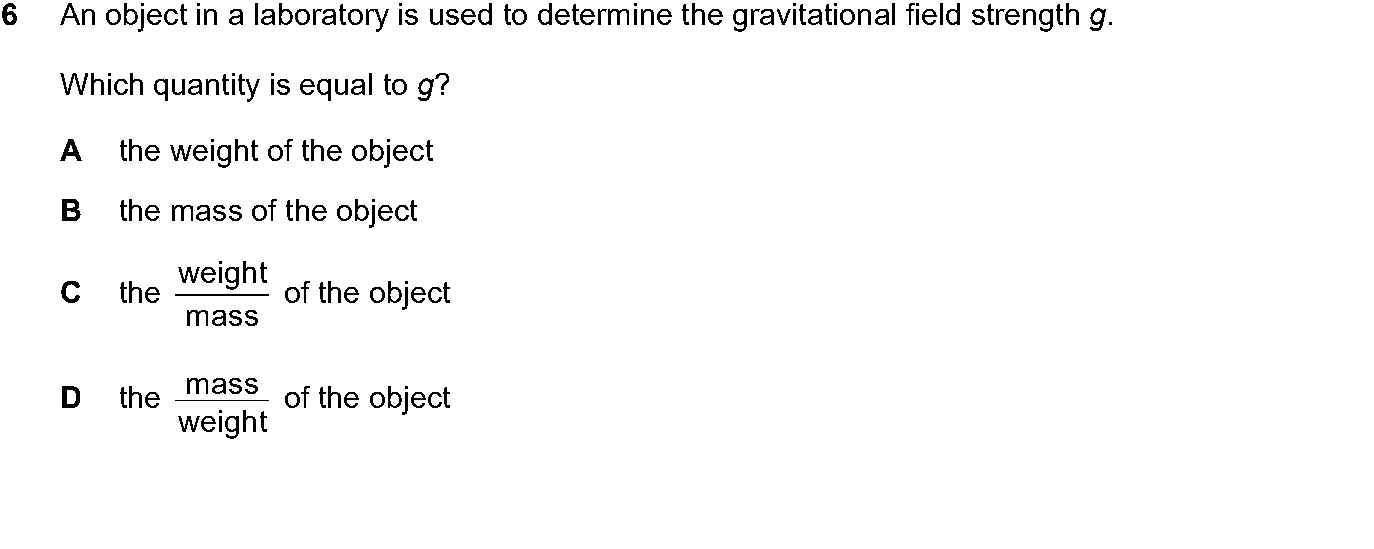 6 An object in a laboratory is used to determine the gravitational field strength g.
Which quantity is equal to g?
A the weight of the object
B the mass of the object
C the weight/mass of the object
D the mass/weight of the object